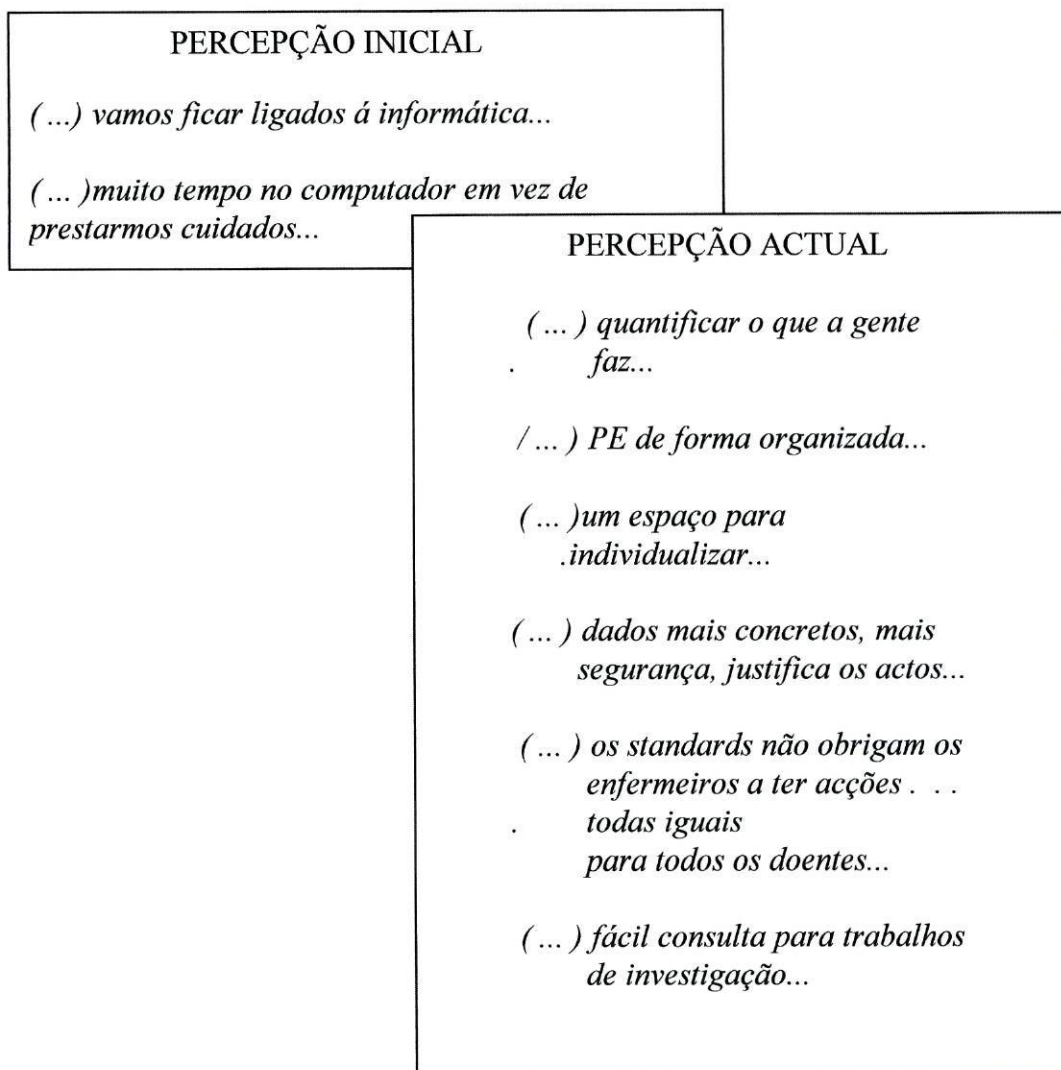 PERCEPÇÃO INICIAL
(...) vamos ficar ligados á informática...
(... )muito tempo no computador em vez de
prestarmos cuidados...
PERCEPÇÃO ACTUAL
(... ) quantificar o que a gente
. faz...
/ ... ) PE de forma organizada...
(... )um espaço para
.individualizar...
(... ) dados mais concretos, mais
segurança, justifica os actos...
(... ) os standards não obrigam os
enfermeiros a ter acções . . .
. todas iguais
para todos os doentes...
(... ) fácil consulta para trabalhos
de investigação...